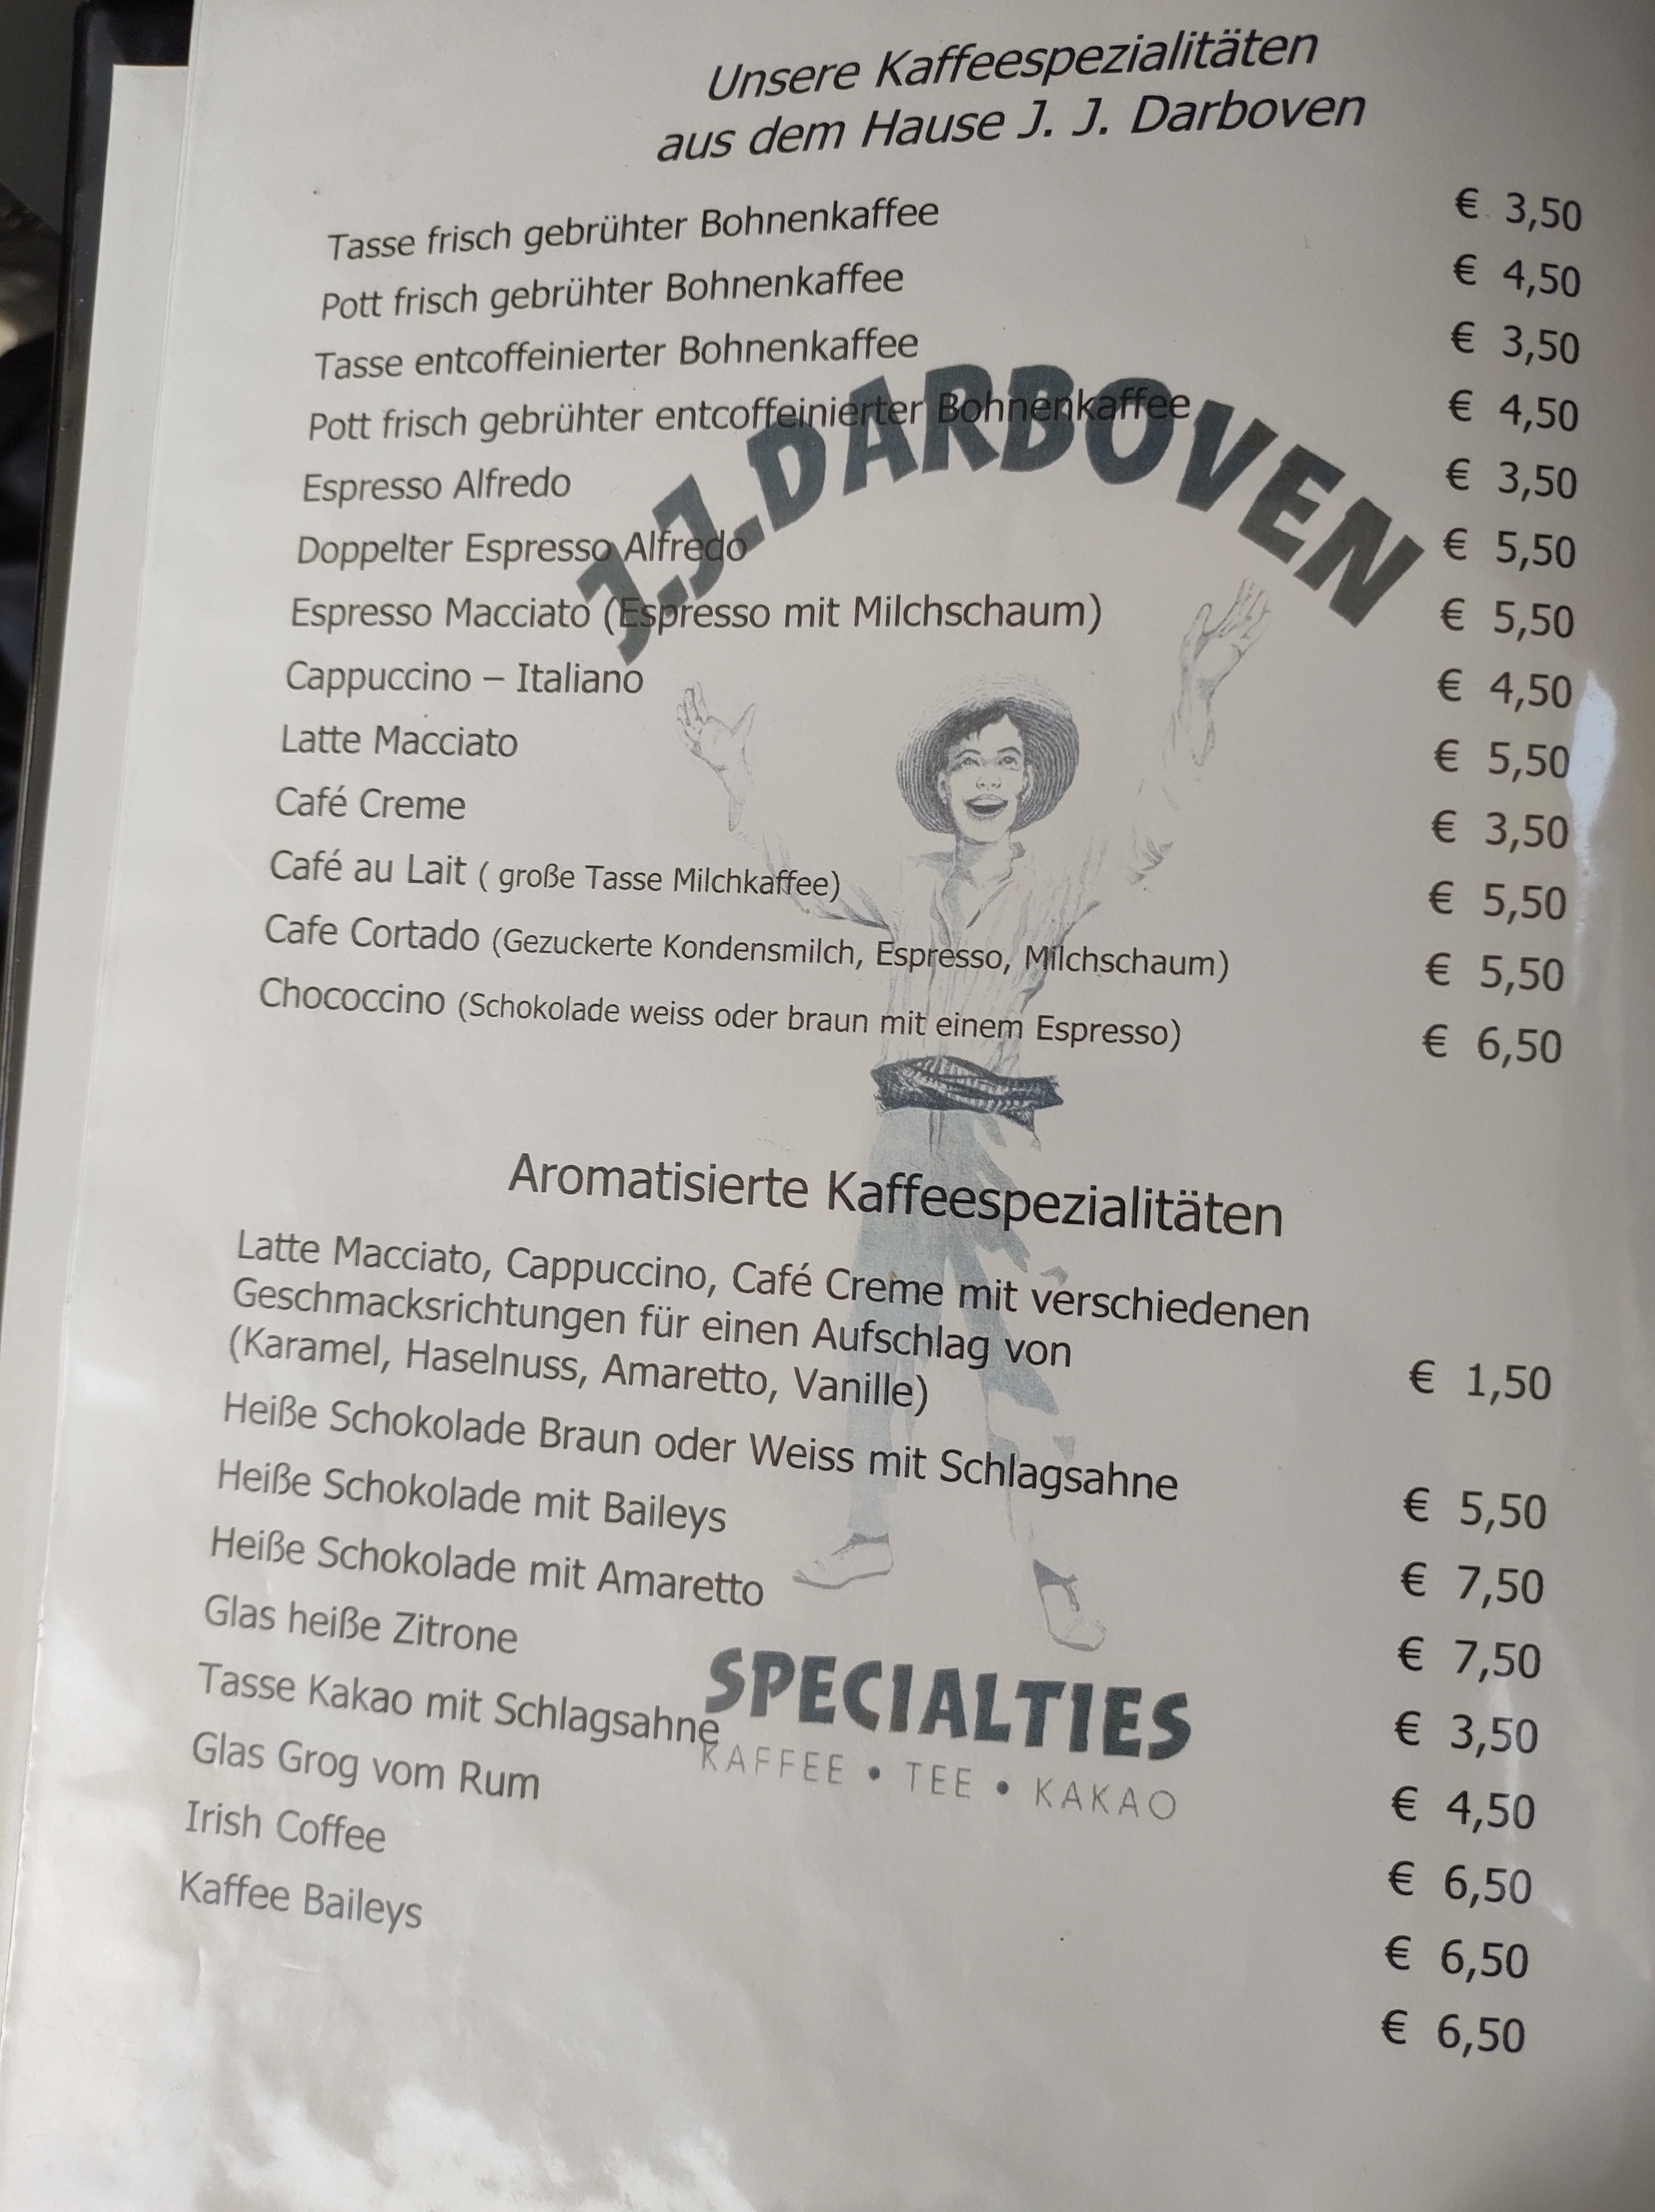 Unsere Kaffeespezialitäten
aus dem Hause J. J. Darboven
Tasse frisch gebrühter Bohnenkaffee € 3,50
Pott frisch gebrühter Bohnenkaffee € 4,50
Tasse entcoffeinierter Bohnenkaffee € 3,50
Pott frisch gebrühter entcoffeinierter Bohnenkaffee € 4,50
Espresso Alfredo € 3,50
Doppelter Espresso Alfredo € 5,50
Espresso Macciato (Espresso mit Milchschaum) € 5,50
Cappuccino – Italiano € 4,50
Latte Macciato € 5,50
Café Creme € 3,50
Café au Lait ( große Tasse Milchkaffee) € 5,50
Cafe Cortado (Gezuckerte Kondensmilch, Espresso, Milchschaum) € 5,50
Chococcino (Schokolade weiss oder braun mit einem Espresso) € 6,50
J.J.DARBOVEN
Aromatisierte Kaffeespezialitäten
Latte Macciato, Cappuccino, Café Creme mit verschiedenen
Geschmacksrichtungen für einen Aufschlag von € 1,50
(Karamel, Haselnuss, Amaretto, Vanille)
Heiße Schokolade Braun oder Weiss mit Schlagsahne € 5,50
Heiße Schokolade mit Baileys € 7,50
Heiße Schokolade mit Amaretto € 7,50
Glas heiße Zitrone € 3,50
Tasse Kakao mit Schlagsahne € 4,50
Glas Grog vom Rum € 6,50
Irish Coffee € 6,50
Kaffee Baileys € 6,50
SPECIALTIES
KAFFEE • TEE • KAKAO